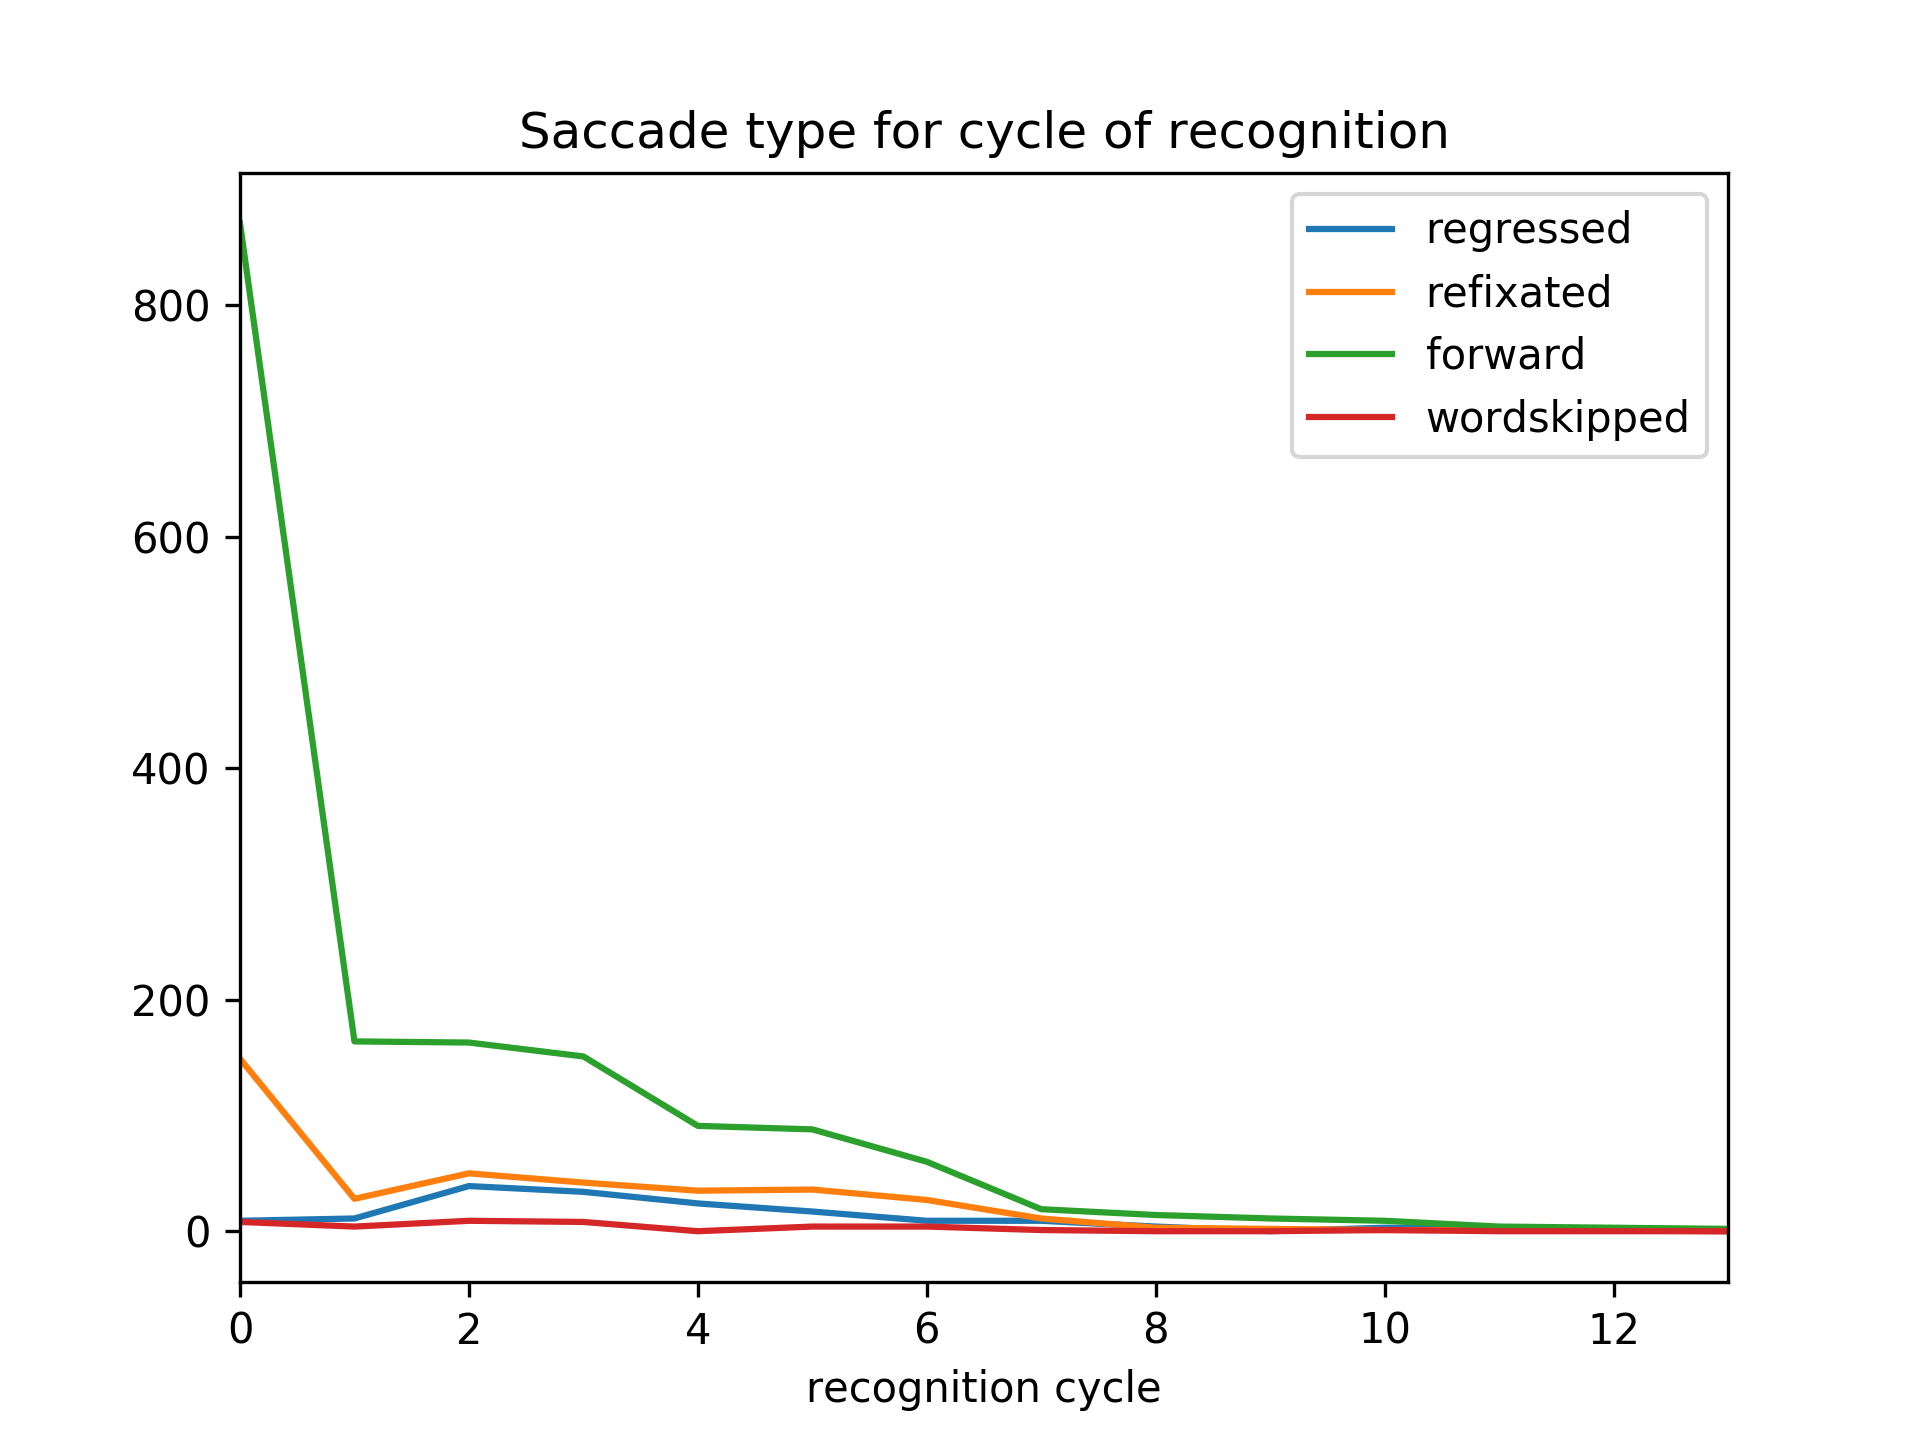 Saccade type for cycle of recognition
regressed
refixated
forward
wordskipped
800
600
400
200
0
0 2 4 6 8 10 12
recognition cycle